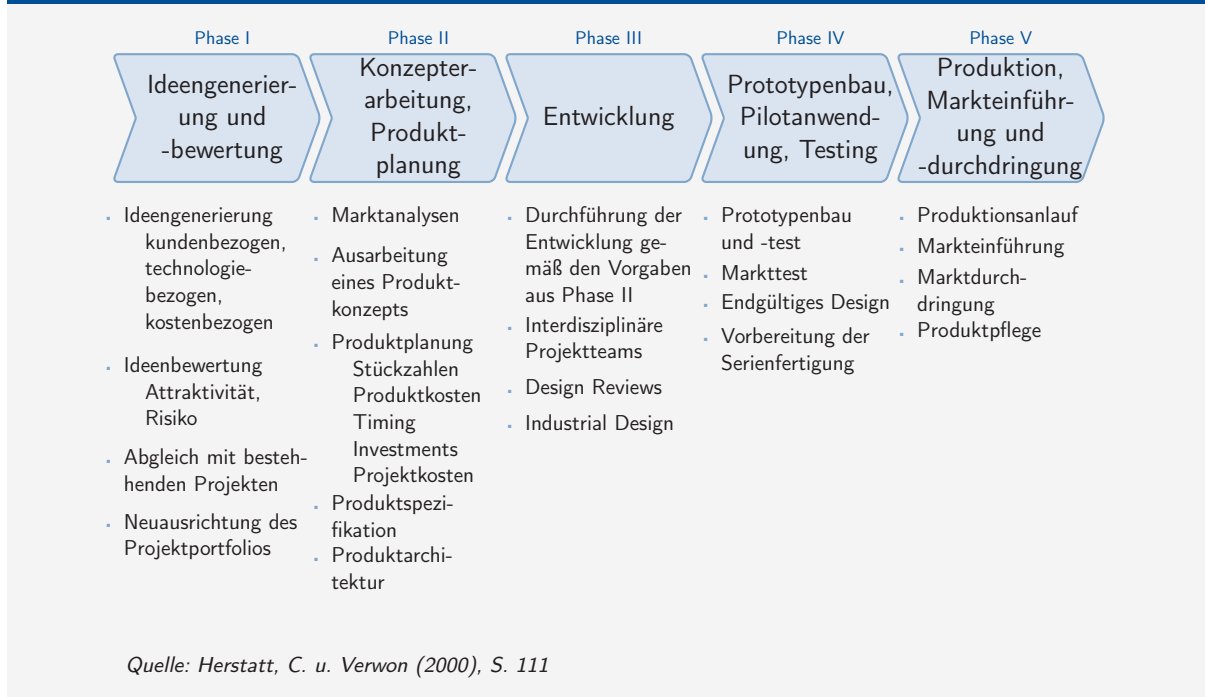 Phase I
Ideengenerier-
ung und
-bewertung
· Ideengenerierung
kundenbezogen,
technologie-
bezogen,
kostenbezogen
· Ideenbewertung
Attraktivität,
Risiko
· Abgleich mit besteh-
henden Projekten
· Neuausrichtung des
Projektportfolios
Phase II
Konzepter-
arbeitung,
Produkt-
planung
· Marktanalysen
· Ausarbeitung
eines Produkt-
konzepts
· Produktplanung
Stückzahlen
Produktkosten
Timing
Investments
Projektkosten
· Produktspezi-
fikation
· Produktarchi-
tektur
Phase III
Entwicklung
· Durchführung der
Entwicklung ge-
mäß den Vorgaben
aus Phase II
· Interdisziplinäre
Projektteams
· Design Reviews
· Industrial Design
Phase IV
Prototypenbau,
Pilotanwend-
ung, Testing
· Prototypenbau
und -test
· Markttest
· Endgültiges Design
· Vorbereitung der
Serienfertigung
Phase V
Produktion,
Markteinführ-
ung und
-durchdringung
· Produktionsanlauf
· Markteinführung
· Marktdurch-
dringung
· Produktpflege
Quelle: Herstatt, C. u. Verwon (2000), S. 111